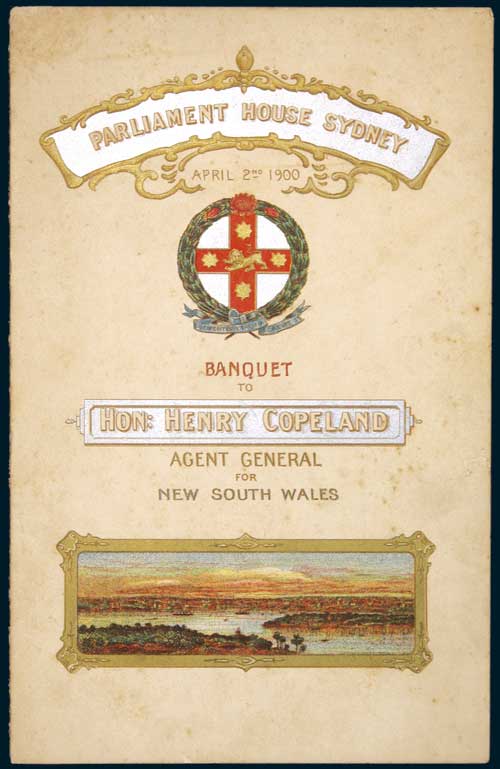 PARLIAMENT HOUSE SYDNEY
APRIL 2ND 1900
BANQUET
TO
HON: HENRY COPELAND
AGENT GENERAL
FOR
NEW SOUTH WALES